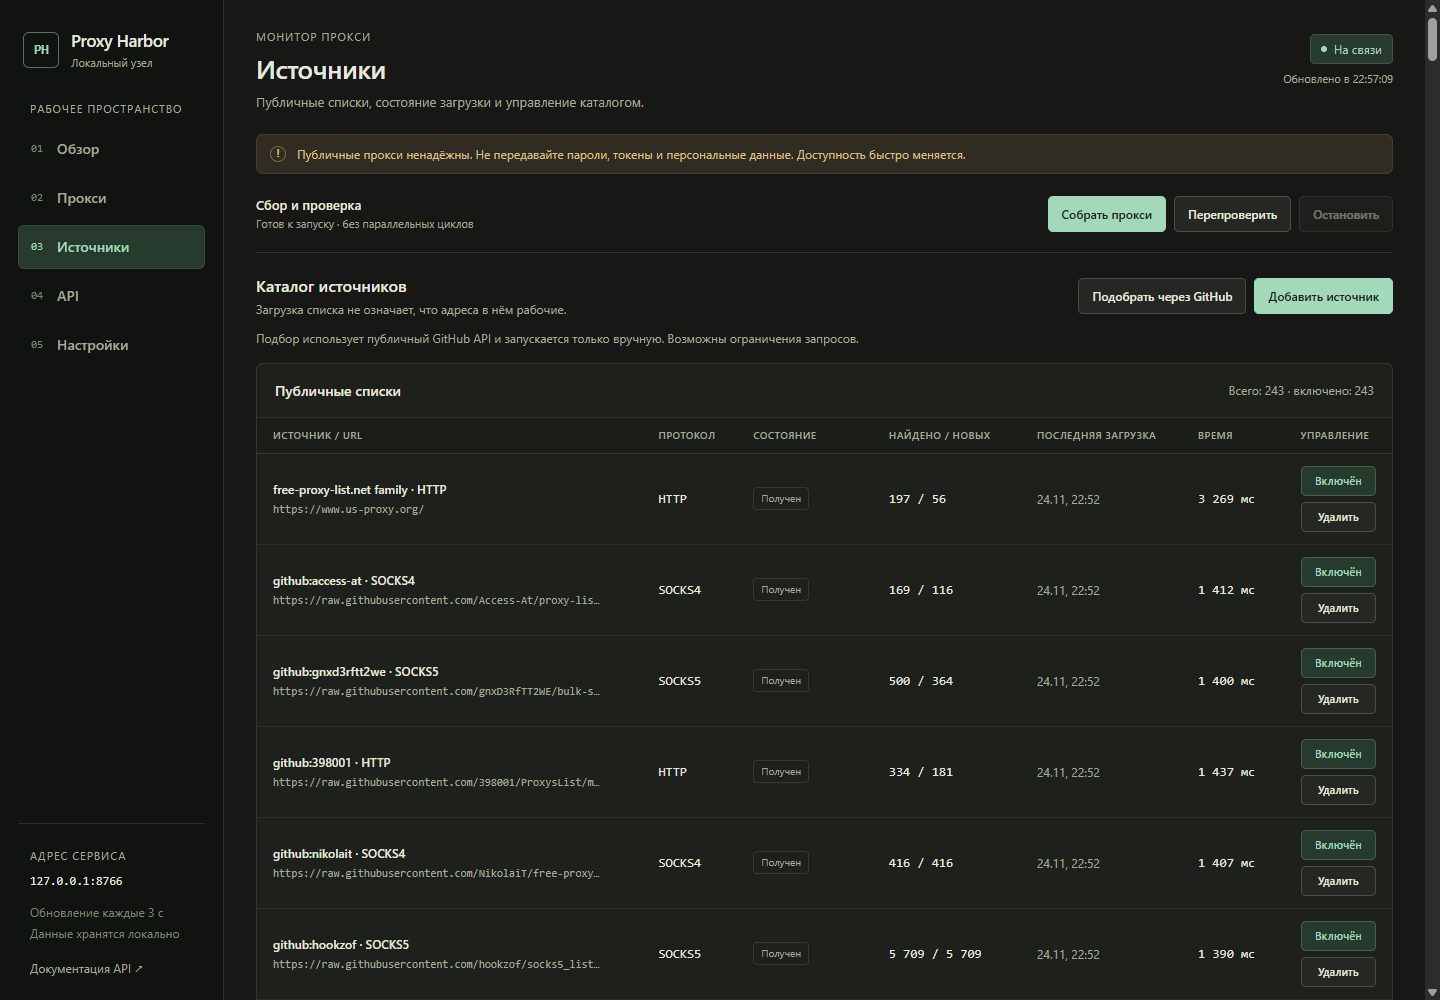 PH
Proxy Harbor
Локальный узел
РАБОЧЕЕ ПРОСТРАНСТВО
01 Обзор
02 Прокси
03 Источники
04 API
05 Настройки
АДРЕС СЕРВИСА
127.0.0.1:8766
Обновление каждые 3 с
Данные хранятся локально
Документация API ↗
МОНИТОР ПРОКСИ
Источники
Публичные списки, состояние загрузки и управление каталогом.
На связи
Обновлено в 22:57:09
! Публичные прокси ненадёжны. Не передавайте пароли, токены и персональные данные. Доступность быстро меняется.
Сбор и проверка
Готов к запуску · без параллельных циклов
Собрать прокси Перепроверить Остановить
Каталог источников
Загрузка списка не означает, что адреса в нём рабочие.
Подобрать через GitHub Добавить источник
Подбор использует публичный GitHub API и запускается только вручную. Возможны ограничения запросов.
Публичные списки Всего: 243 · включено: 243
ИСТОЧНИК / URL ПРОТОКОЛ СОСТОЯНИЕ НАЙДЕНО / НОВЫХ ПОСЛЕДНЯЯ ЗАГРУЗКА ВРЕМЯ УПРАВЛЕНИЕ
free-proxy-list.net family · HTTP
https://www.us-proxy.org/
HTTP Получен 197 / 56 24.11, 22:52 3 269 мс
Включён
Удалить
github:access-at · SOCKS4
https://raw.githubusercontent.com/Access-At/proxy-lis…
SOCKS4 Получен 169 / 116 24.11, 22:52 1 412 мс
Включён
Удалить
github:gnxd3rftt2we · SOCKS5
https://raw.githubusercontent.com/gnxD3RfTT2WE/bulk-s…
SOCKS5 Получен 500 / 364 24.11, 22:52 1 400 мс
Включён
Удалить
github:398001 · HTTP
https://raw.githubusercontent.com/398001/ProxysList/m…
HTTP Получен 334 / 181 24.11, 22:52 1 437 мс
Включён
Удалить
github:nikolait · SOCKS4
https://raw.githubusercontent.com/NikolaiT/free-proxy…
SOCKS4 Получен 416 / 416 24.11, 22:52 1 407 мс
Включён
Удалить
github:hookzof · SOCKS5
https://raw.githubusercontent.com/hookzof/socks5_list…
SOCKS5 Получен 5 709 / 5 709 24.11, 22:52 1 390 мс
Включён
Удалить